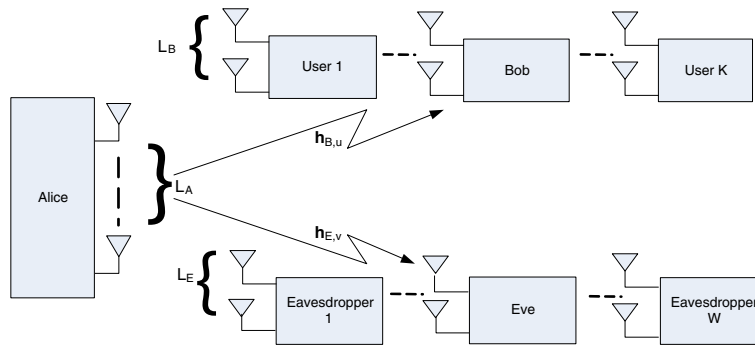 L_B
User 1
Bob
User K
h_B,u
Alice
L_A
h_E,v
L_E
Eavesdropper
1
Eve
Eavesdropper
W